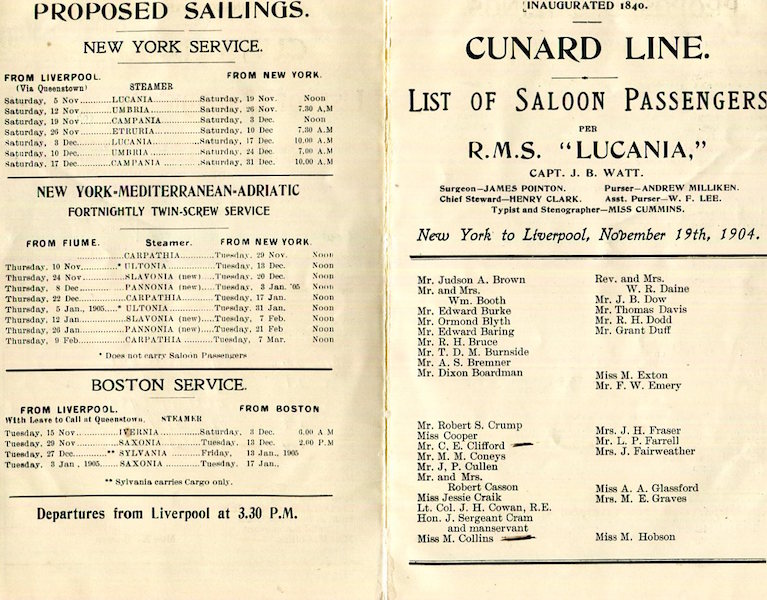 PROPOSED SAILINGS.
NEW YORK SERVICE.
FROM LIVERPOOL. FROM NEW YORK.
(Via Queenstown) STEAMER
Saturday, 5 Nov..........LUCANIA..........Saturday, 19 Nov. Noon
Saturday, 12 Nov..........UMBRIA..........Saturday, 26 Nov. 7.30 A.M
Saturday, 19 Nov..........CAMPANIA..........Saturday, 3 Dec. Noon
Saturday, 26 Nov..........ETRURIA..........Saturday, 10 Dec 7.30 A.M
Saturday, 3 Dec..........LUCANIA..........Saturday, 17 Dec. 10.00 A.M
Saturday, 10 Dec..........UMBRIA..........Saturday, 24 Dec. 7.00 A.M
Saturday, 17 Dec..........CAMPANIA..........Saturday, 31 Dec. 10.00 A.M
NEW YORK-MEDITERRANEAN-ADRIATIC
FORTNIGHTLY TWIN-SCREW SERVICE
FROM FIUME. Steamer. FROM NEW YORK.
CARPATHIA......Tuesday, 29 Nov. Noon
Thursday, 10 Nov.........* ULTONIA..........Tuesday, 13 Dec. Noon
Thursday, 24 Nov..........SLAVONIA (new)....Tuesday, 20 Dec. Noon
Thursday, 8 Dec..........PANNONIA (new)....Tuesday, 3 Jan. '05 Noon
Thursday, 22 Dec..........CARPATHIA..........Tuesday, 17 Jan. Noon
Thursday, 5 Jan., 1905.....* ULTONIA..........Tuesday, 31 Jan. Noon
Thursday, 12 Jan..........SLAVONIA (new)....Tuesday, 7 Feb. Noon
Thursday, 26 Jan..........PANNONIA (new)....Tuesday, 21 Feb Noon
Thursday, 9 Feb..........CARPATHIA ..........Tuesday, 7 Mar. Noon
* Does not carry Saloon Passengers
BOSTON SERVICE.
FROM LIVERPOOL. FROM BOSTON
With Leave to Call at Queenstown. STEAMER
Tuesday, 15 Nov..........IVERNIA..........Saturday, 3 Dec. 6.00 A M
Tuesday, 29 Nov..........SAXONIA..........Tuesday, 13 Dec. 2.00 P.M
Tuesday, 27 Dec..........** SYLVANIA ..........Friday, 13 Jan., 1905
Tuesday, 3 Jan., 1905......SAXONIA ..........Tuesday, 17 Jan.,
** Sylvania carries Cargo only.
Departures from Liverpool at 3.30 P.M.
INAUGURATED 1840.
CUNARD LINE.
LIST OF SALOON PASSENGERS
PER
R.M.S. "LUCANIA,"
CAPT. J. B. WATT.
Surgeon—JAMES POINTON. Purser—ANDREW MILLIKEN.
Chief Steward—HENRY CLARK. Asst. Purser—W. F. LEE.
Typist and Stenographer—MISS CUMMINS.
New York to Liverpool, November 19th, 1904.
Mr. Judson A. Brown
Mr. and Mrs.
Wm. Booth
Mr. Edward Burke
Mr. Ormond Blyth
Mr. Edward Baring
Mr. R. H. Bruce
Mr. T. D. M. Burnside
Mr. A. S. Bremner
Mr. Dixon Boardman
Mr. Robert S. Crump
Miss Cooper
Mr. C. E. Clifford
Mr. M. M. Coneys
Mr. J, P. Cullen
Mr. and Mrs.
Robert Casson
Miss Jessie Craik
Lt. Col. J. H. Cowan, R.E.
Hon. J. Sergeant Cram
and manservant
Miss M. Collins
Rev. and Mrs.
W. R. Daine
Mr. J. B. Dow
Mr. Thomas Davis
Mr. R. H. Dodd
Mr. Grant Duff
Miss M. Exton
Mr. F. W. Emery
Mrs. J. H. Fraser
Mr. L. P. Farrell
Mrs. J. Fairweather
Miss A. A. Glassford
Mrs. M. E. Graves
Miss M. Hobson